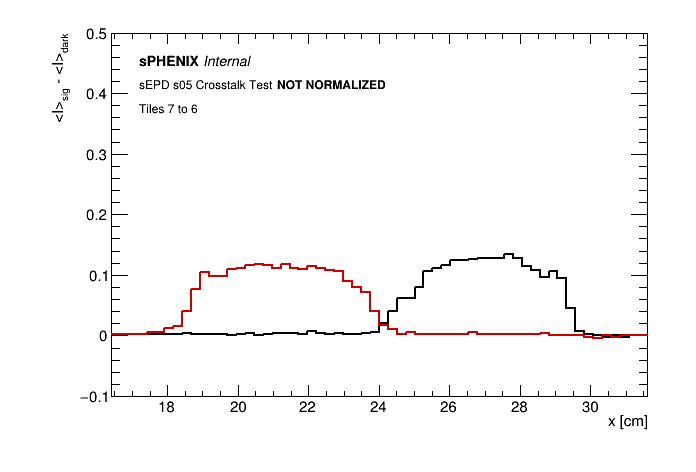 0.5
0.4
0.3
0.2
0.1
0
−0.1
<I>sig - <I>dark
sPHENIX Internal
sEPD s05 Crosstalk Test NOT NORMALIZED
Tiles 7 to 6
18 20 22 24 26 28 30
x [cm]